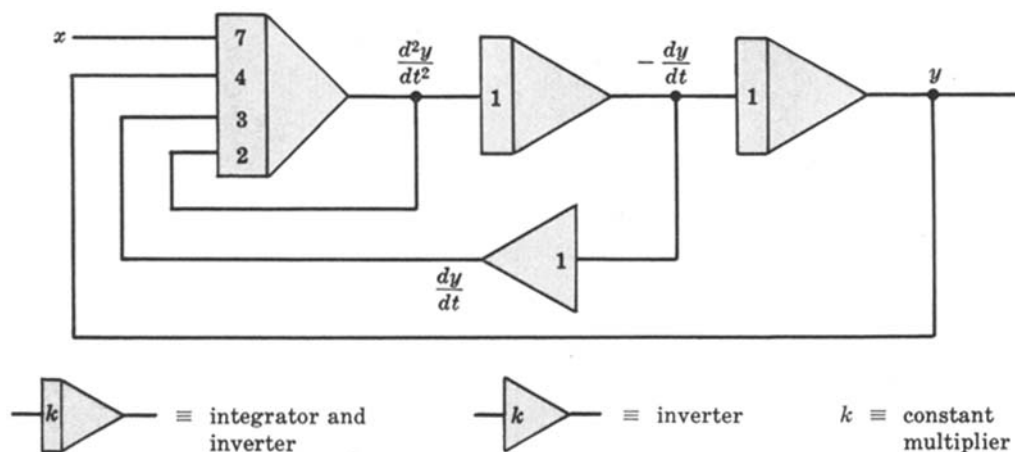 x
7
4
3
2
d²y
dt²
1
− dy
dt
1
y
dy
dt
1
k
≡ integrator and
inverter
k
≡ inverter
k ≡ constant
multiplier